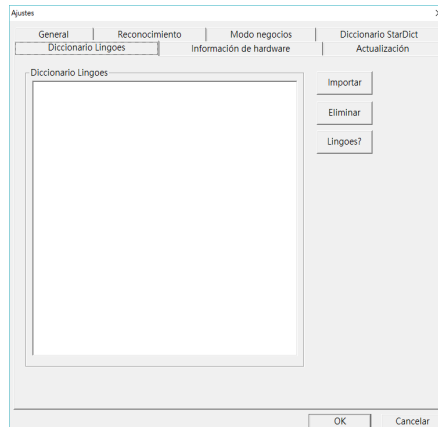 Ajustes
General Reconocimiento Modo negocios Diccionario StarDict
Diccionario Lingoes Información de hardware Actualización
Diccionario Lingoes
Importar
Eliminar
Lingoes?
OK Cancelar